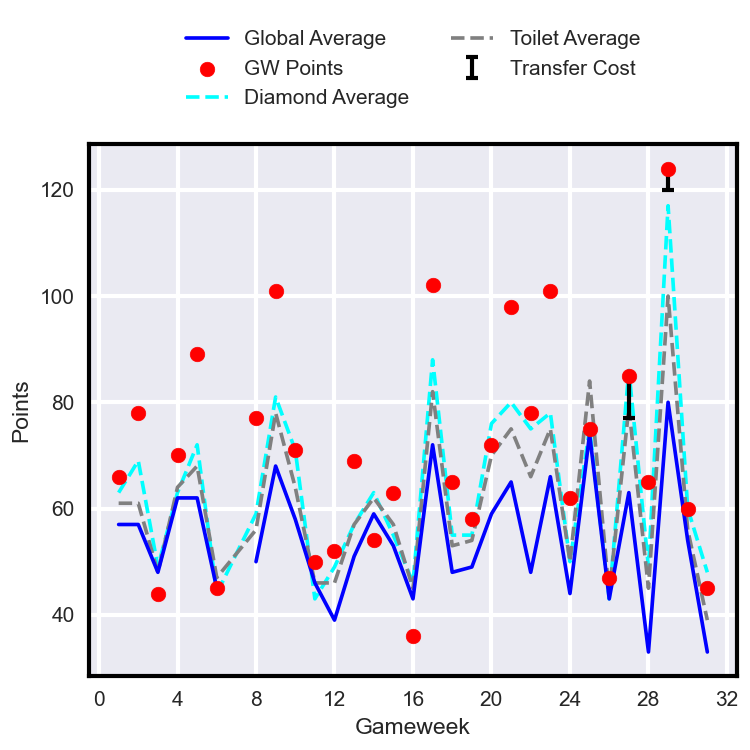 Global Average
GW Points
Diamond Average
Toilet Average
Transfer Cost
120
100
80
60
40
Points
0 4 8 12 16 20 24 28 32
Gameweek